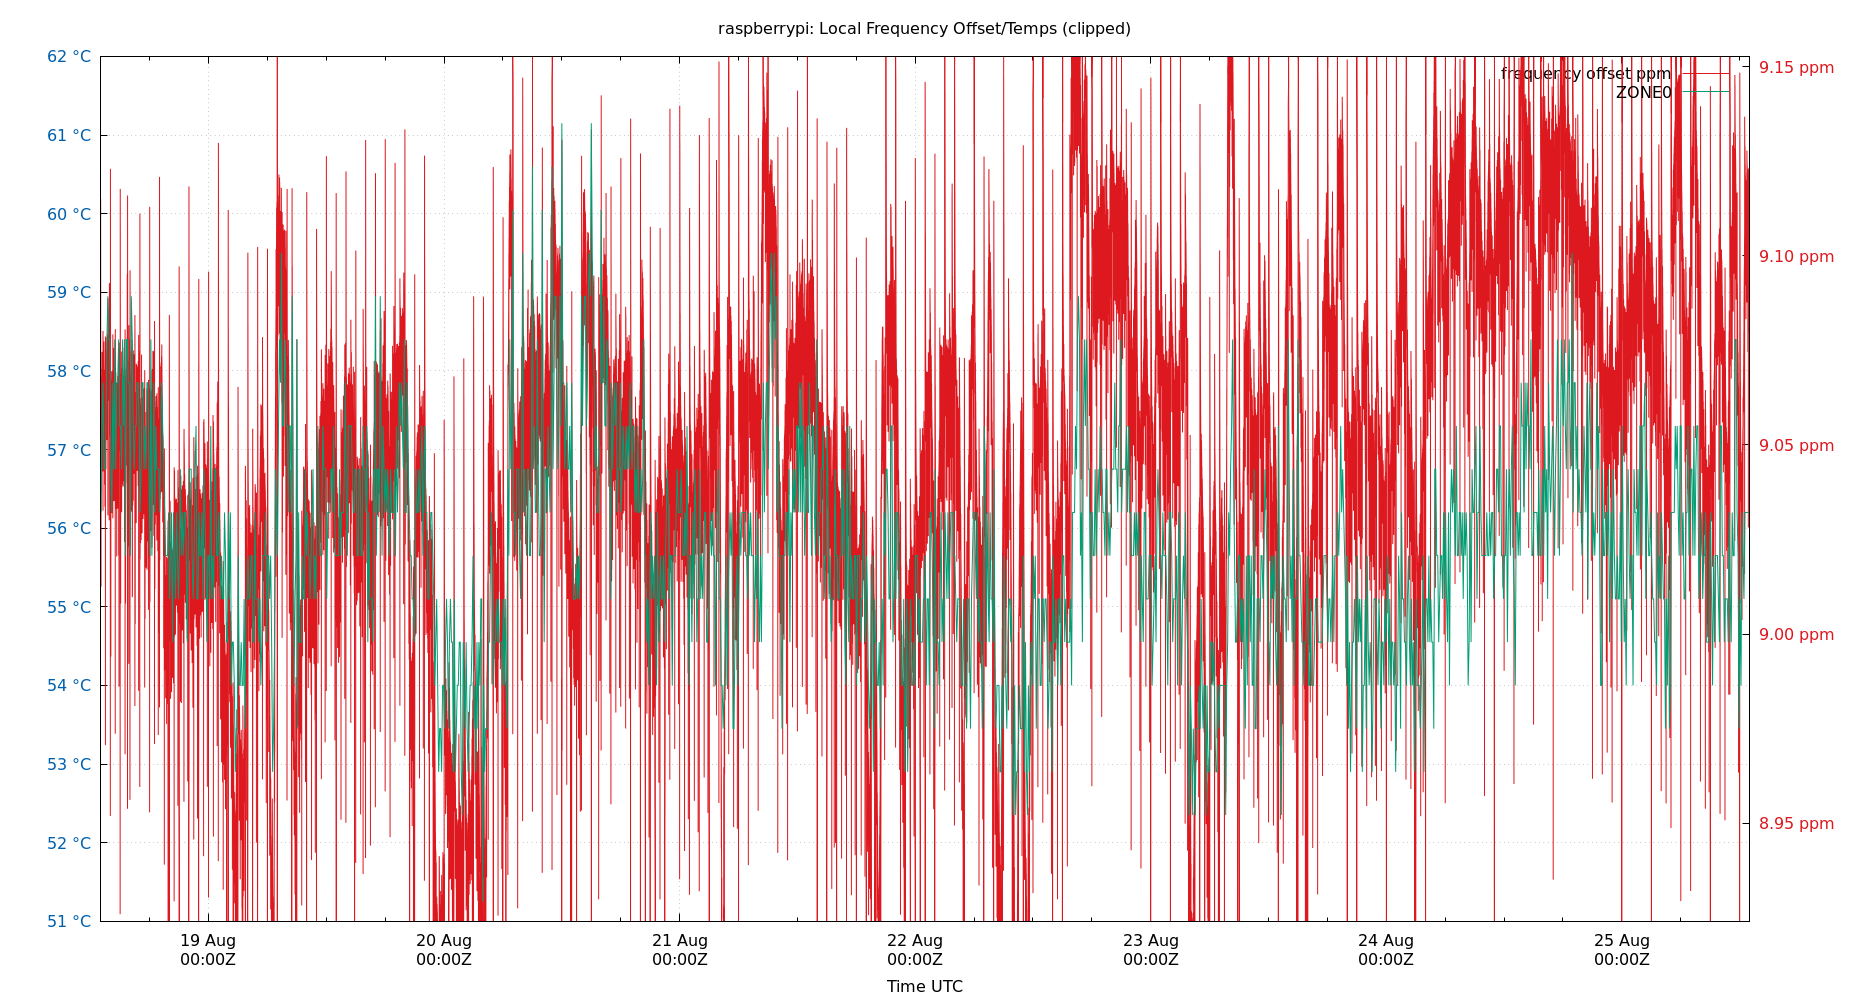 raspberrypi: Local Frequency Offset/Temps (clipped)
62 °C
61 °C
60 °C
59 °C
58 °C
57 °C
56 °C
55 °C
54 °C
53 °C
52 °C
51 °C
9.15 ppm
9.10 ppm
9.05 ppm
9.00 ppm
8.95 ppm
frequency offset ppm
ZONE0
19 Aug
00:00Z
20 Aug
00:00Z
21 Aug
00:00Z
22 Aug
00:00Z
23 Aug
00:00Z
24 Aug
00:00Z
25 Aug
00:00Z
Time UTC